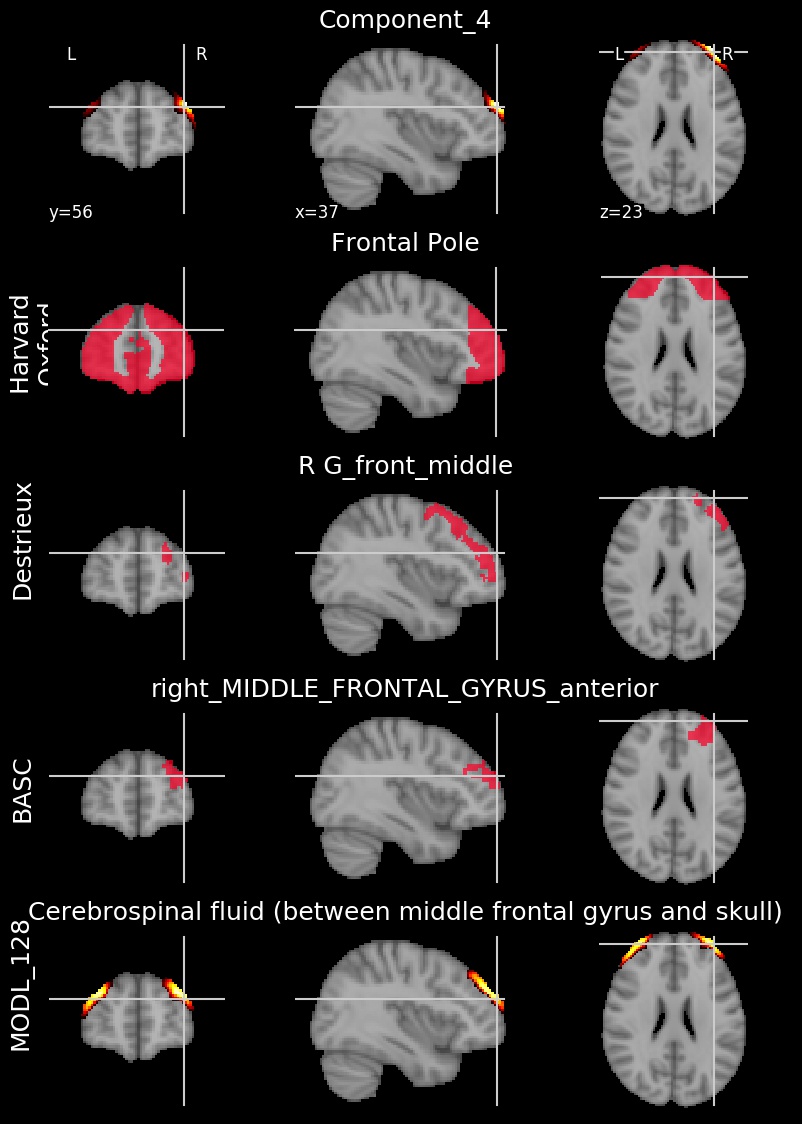 Component_4
L R L R
y=56 x=37 z=23
Frontal Pole
Harvard
Oxford
R G_front_middle
Destrieux
right_MIDDLE_FRONTAL_GYRUS_anterior
BASC
Cerebrospinal fluid (between middle frontal gyrus and skull)
MODL_128